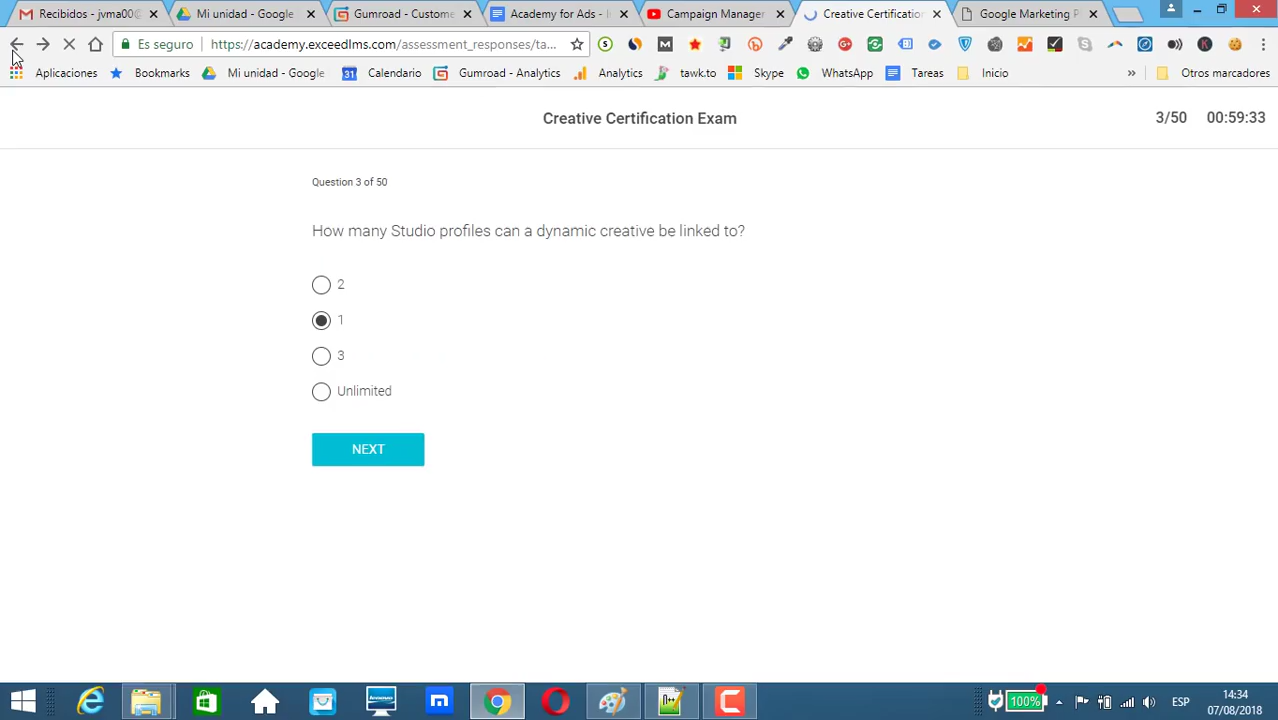 Recibidos - jvma00@
Mi unidad - Google
Gumroad - Custome
Academy for Ads - I
Campaign Manager
Creative Certification
Google Marketing P
Es seguro
https://academy.exceedlms.com/assessment_responses/ta...
Aplicaciones
Bookmark
Mi unidad - Google
31
Calendario
Gumroad - Analytics
Analytics
tawk.to
Skype
WhatsApp
Tareas
Inicio
»
Otros marcadores
Creative Certification Exam
3/50
00:59:33
Question 3 of 50
How many Studio profiles can a dynamic creative be linked to?
2
1
3
Unlimited
NEXT
100%
ESP
14:34
07/08/2018